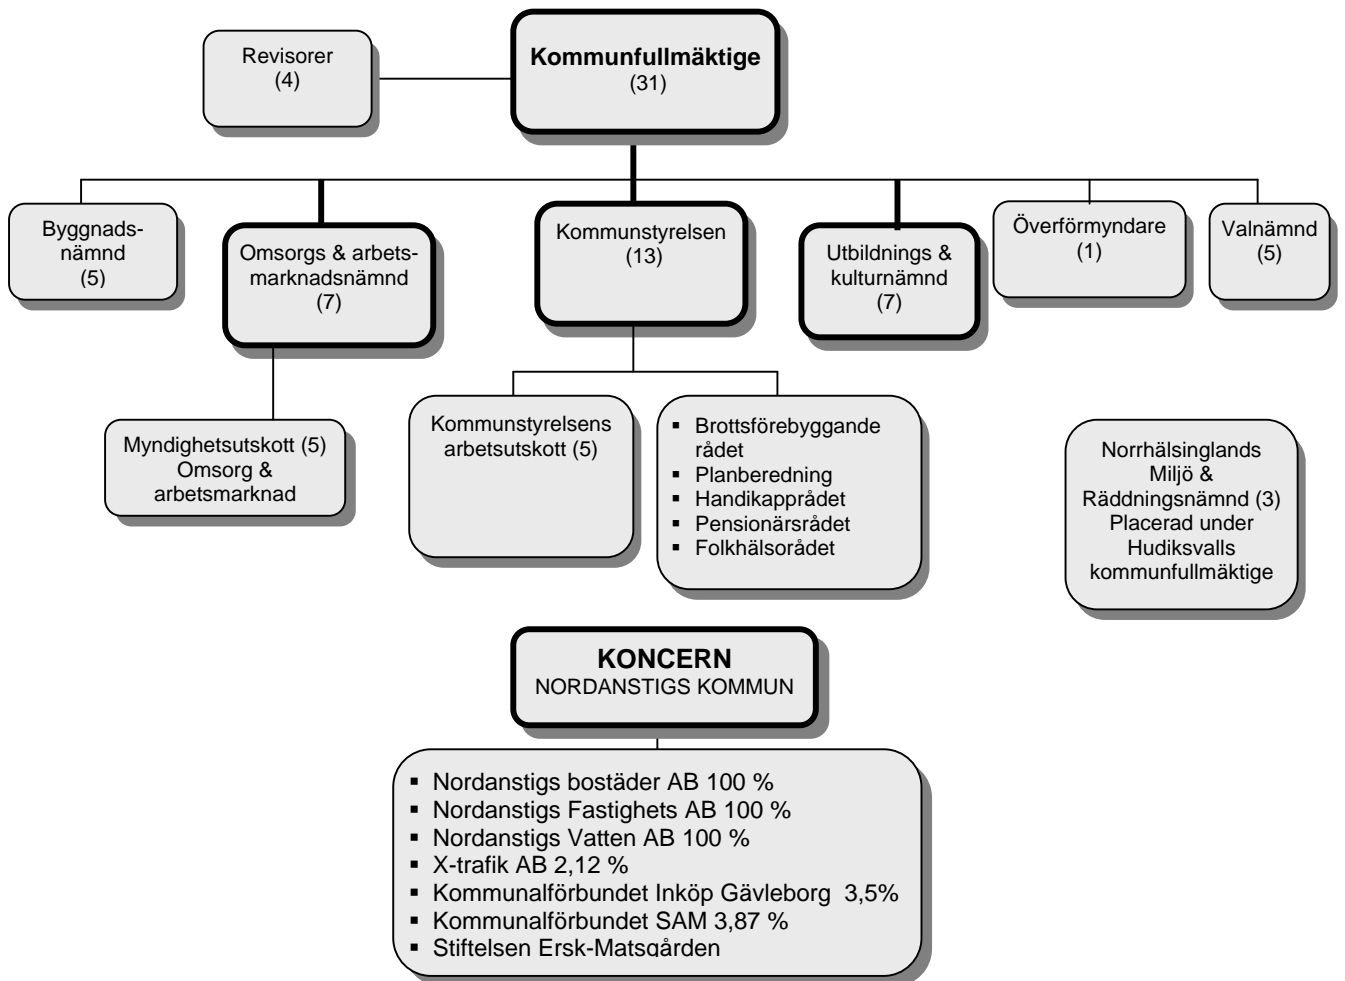 Revisorer
(4)
Kommunfullmäktige
(31)
Byggnads-
nämnd
(5)
Omsorgs & arbets-
marknadsnämnd
(7)
Kommunstyrelsen
(13)
Utbildnings &
kulturnämnd
(7)
Överförmyndare
(1)
Valnämnd
(5)
Myndighetsutskott (5)
Omsorg &
arbetsmarknad
Kommunstyrelsens
arbetsutskott (5)
▪ Brottsförebyggande
rådet
▪ Planberedning
▪ Handikapprådet
▪ Pensionärsrådet
▪ Folkhälsorådet
Norrhälsinglands
Miljö &
Räddningsnämnd (3)
Placerad under
Hudiksvalls
kommunfullmäktige
KONCERN
NORDANSTIGS KOMMUN
▪ Nordanstigs bostäder AB 100 %
▪ Nordanstigs Fastighets AB 100 %
▪ Nordanstigs Vatten AB 100 %
▪ X-trafik AB 2,12 %
▪ Kommunalförbundet Inköp Gävleborg 3,5%
▪ Kommunalförbundet SAM 3,87 %
▪ Stiftelsen Ersk-Matsgården